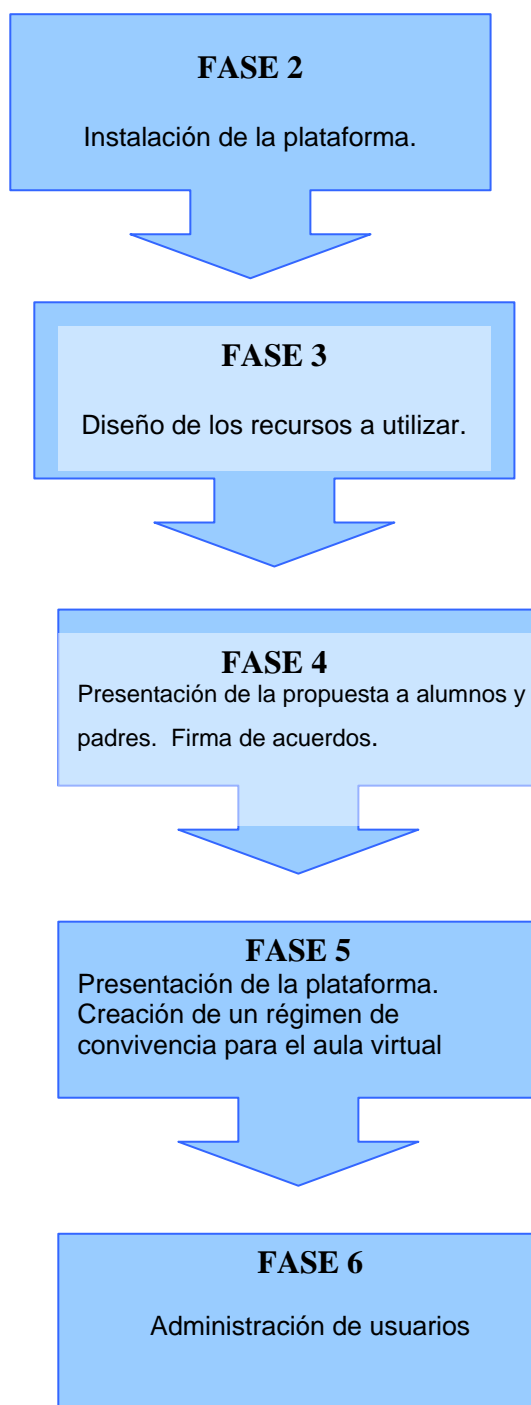 FASE 2
Instalación de la plataforma.
FASE 3
Diseño de los recursos a utilizar.
FASE 4
Presentación de la propuesta a alumnos y
padres.  Firma de acuerdos.
FASE 5
Presentación de la plataforma.
Creación de un régimen de
convivencia para el aula virtual
FASE 6
Administración de usuarios